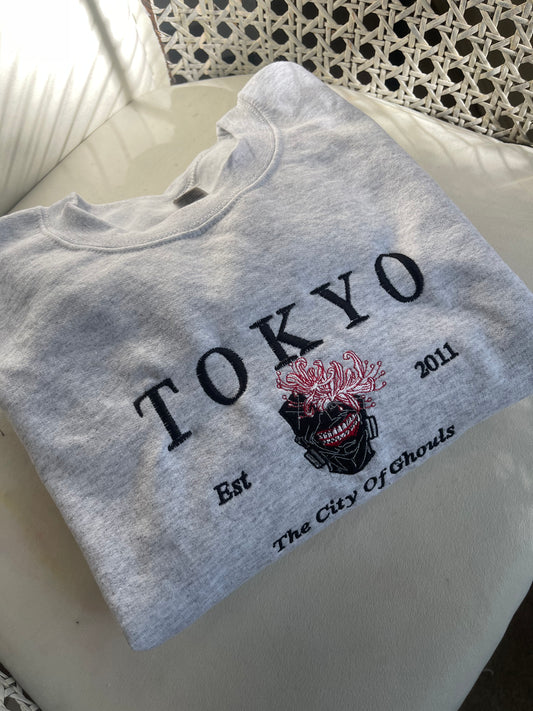 TOKYO
Est 2011
The City Of Ghouls